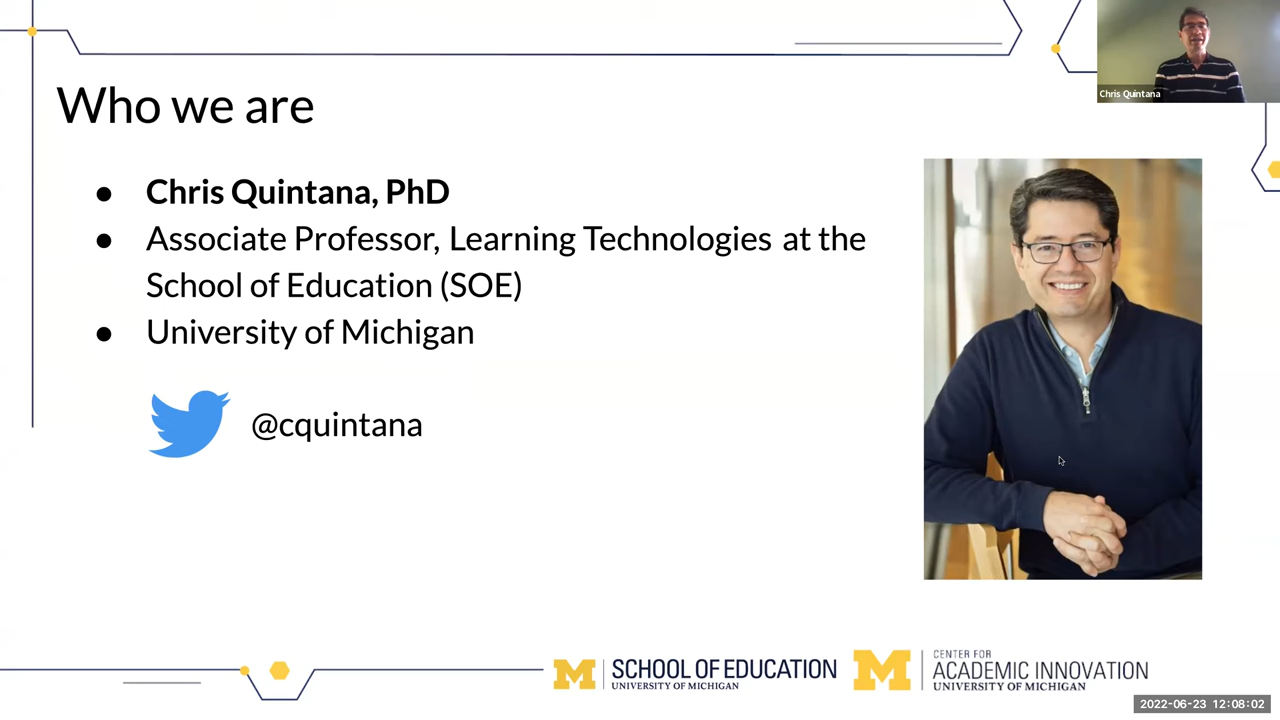 Chris Quintana
Who we are
Chris Quintana, PhD
Associate Professor, Learning Technologies at the
School of Education (SOE)
University of Michigan
@cquintana
M SCHOOL OF EDUCATION
UNIVERSITY OF MICHIGAN
M CENTER FOR
ACADEMIC INNOVATION
UNIVERSITY OF MICHIGAN
2022-06-23 12:08:02